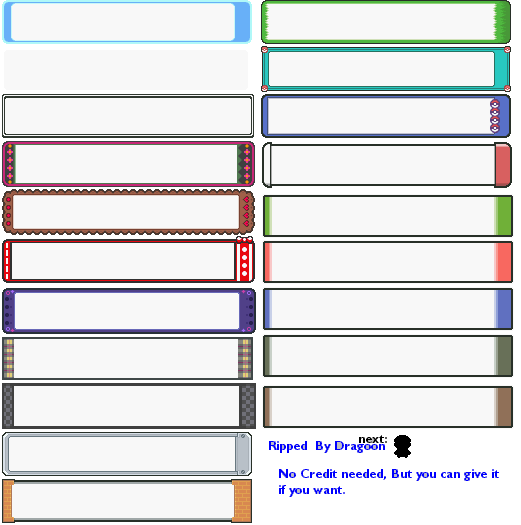 next:
Ripped By Dragoon
No Credit needed, But you can give it
if you want.